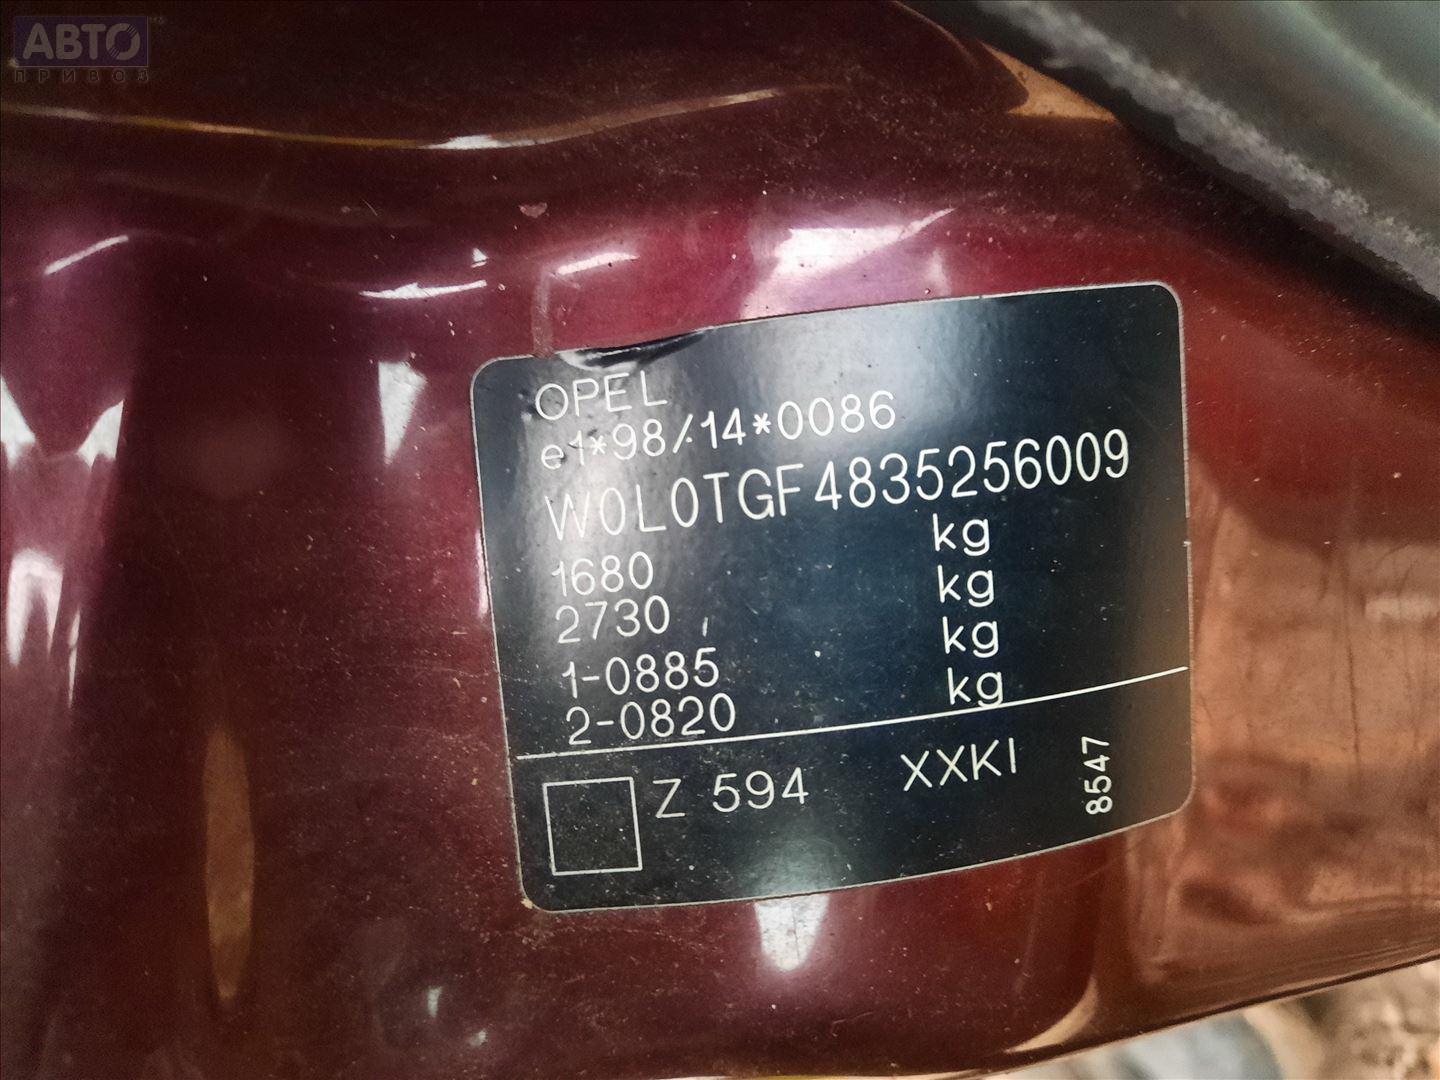 АВТО
ПРИВОЗ
OPEL
e1*98/14*0086
W0L0TGF4835256009
1680 kg
2730 kg
1-0885 kg
2-0820 kg
Z 594 XXKI
8547